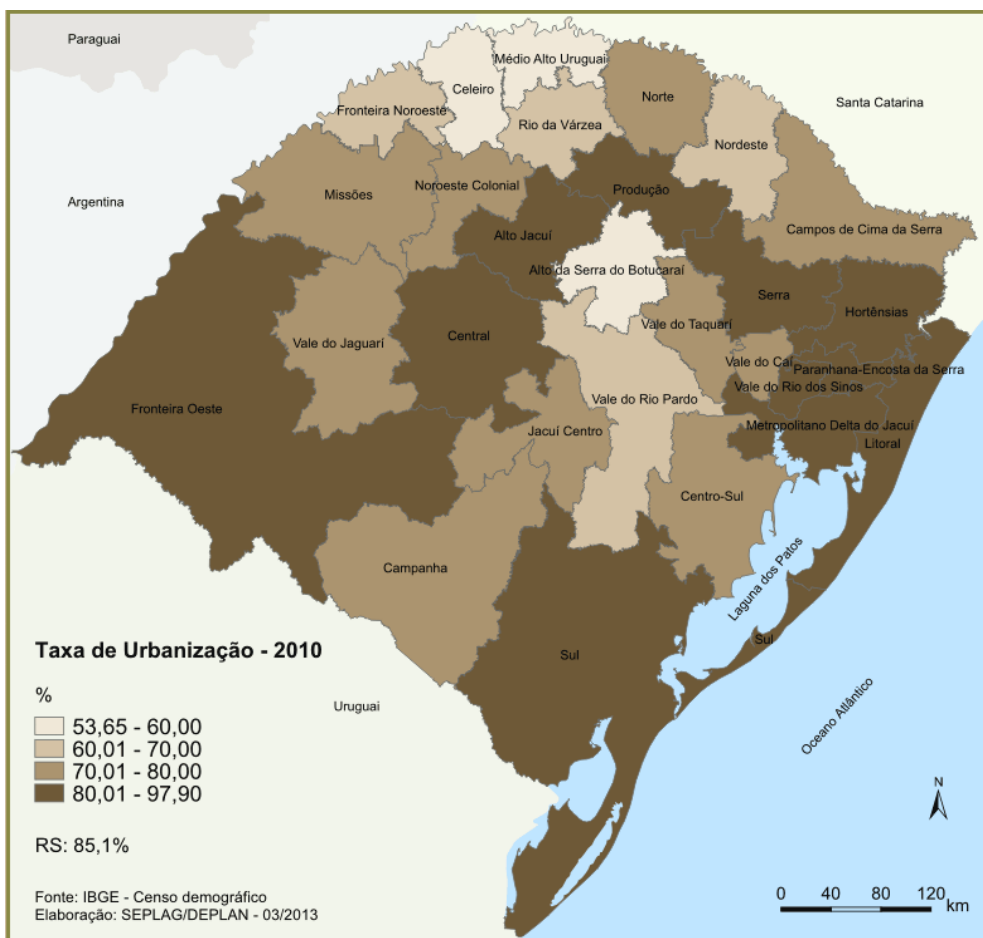 Paraguai
Médio Alto Uruguai
Celeiro
Norte
Santa Catarina
Fronteira Noroeste
Rio da Várzea
Nordeste
Argentina
Missões
Noroeste Colonial
Produção
Alto Jacuí
Campos de Cima da Serra
Alto da Serra do Botucaraí
Serra
Hortênsias
Vale do Taquarí
Vale do Jaguarí
Central
Vale do Caí
Paranhana-Encosta da Serra
Vale do Rio dos Sinos
Fronteira Oeste
Vale do Rio Pardo
Metropolitano Delta do Jacuí
Jacuí Centro
Litoral
Centro-Sul
Campanha
Laguna dos Patos
Sul
Sul
Oceano Atlântico
Uruguai
Taxa de Urbanização - 2010
%
53,65 - 60,00
60,01 - 70,00
70,01 - 80,00
80,01 - 97,90
RS: 85,1%
Fonte: IBGE - Censo demográfico
Elaboração: SEPLAG/DEPLAN - 03/2013
N
0 40 80 120
km